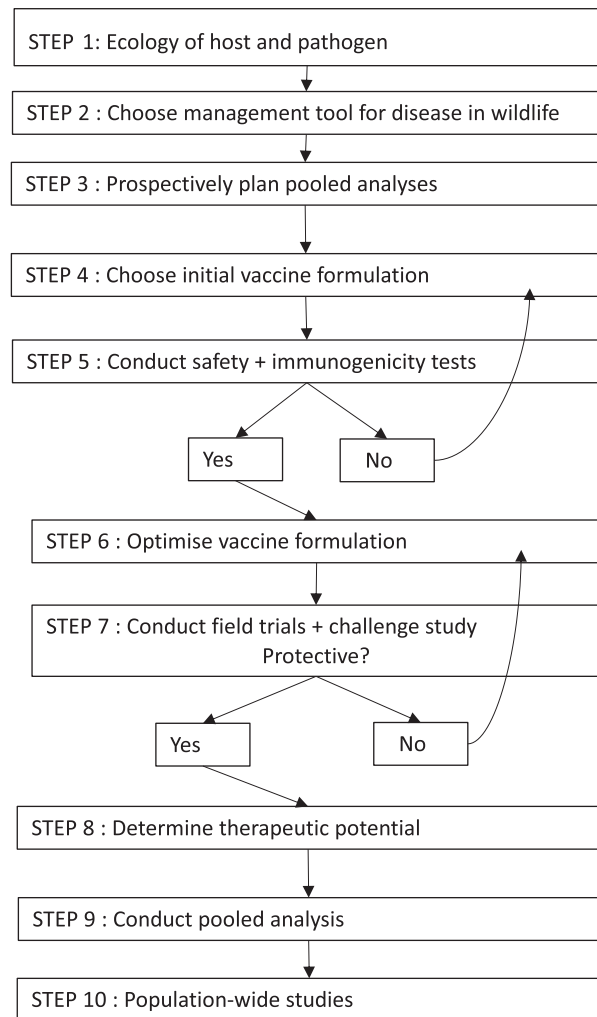 STEP 1: Ecology of host and pathogen
STEP 2 : Choose management tool for disease in wildlife
STEP 3 : Prospectively plan pooled analyses
STEP 4 : Choose initial vaccine formulation
STEP 5 : Conduct safety + immunogenicity tests
Yes
No
STEP 6 : Optimise vaccine formulation
STEP 7 : Conduct field trials + challenge study
Protective?
Yes
No
STEP 8 : Determine therapeutic potential
STEP 9 : Conduct pooled analysis
STEP 10 : Population-wide studies